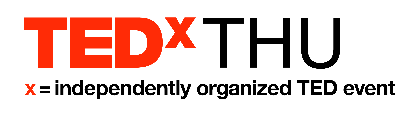 TEDxTHU
x = independently organized TED event